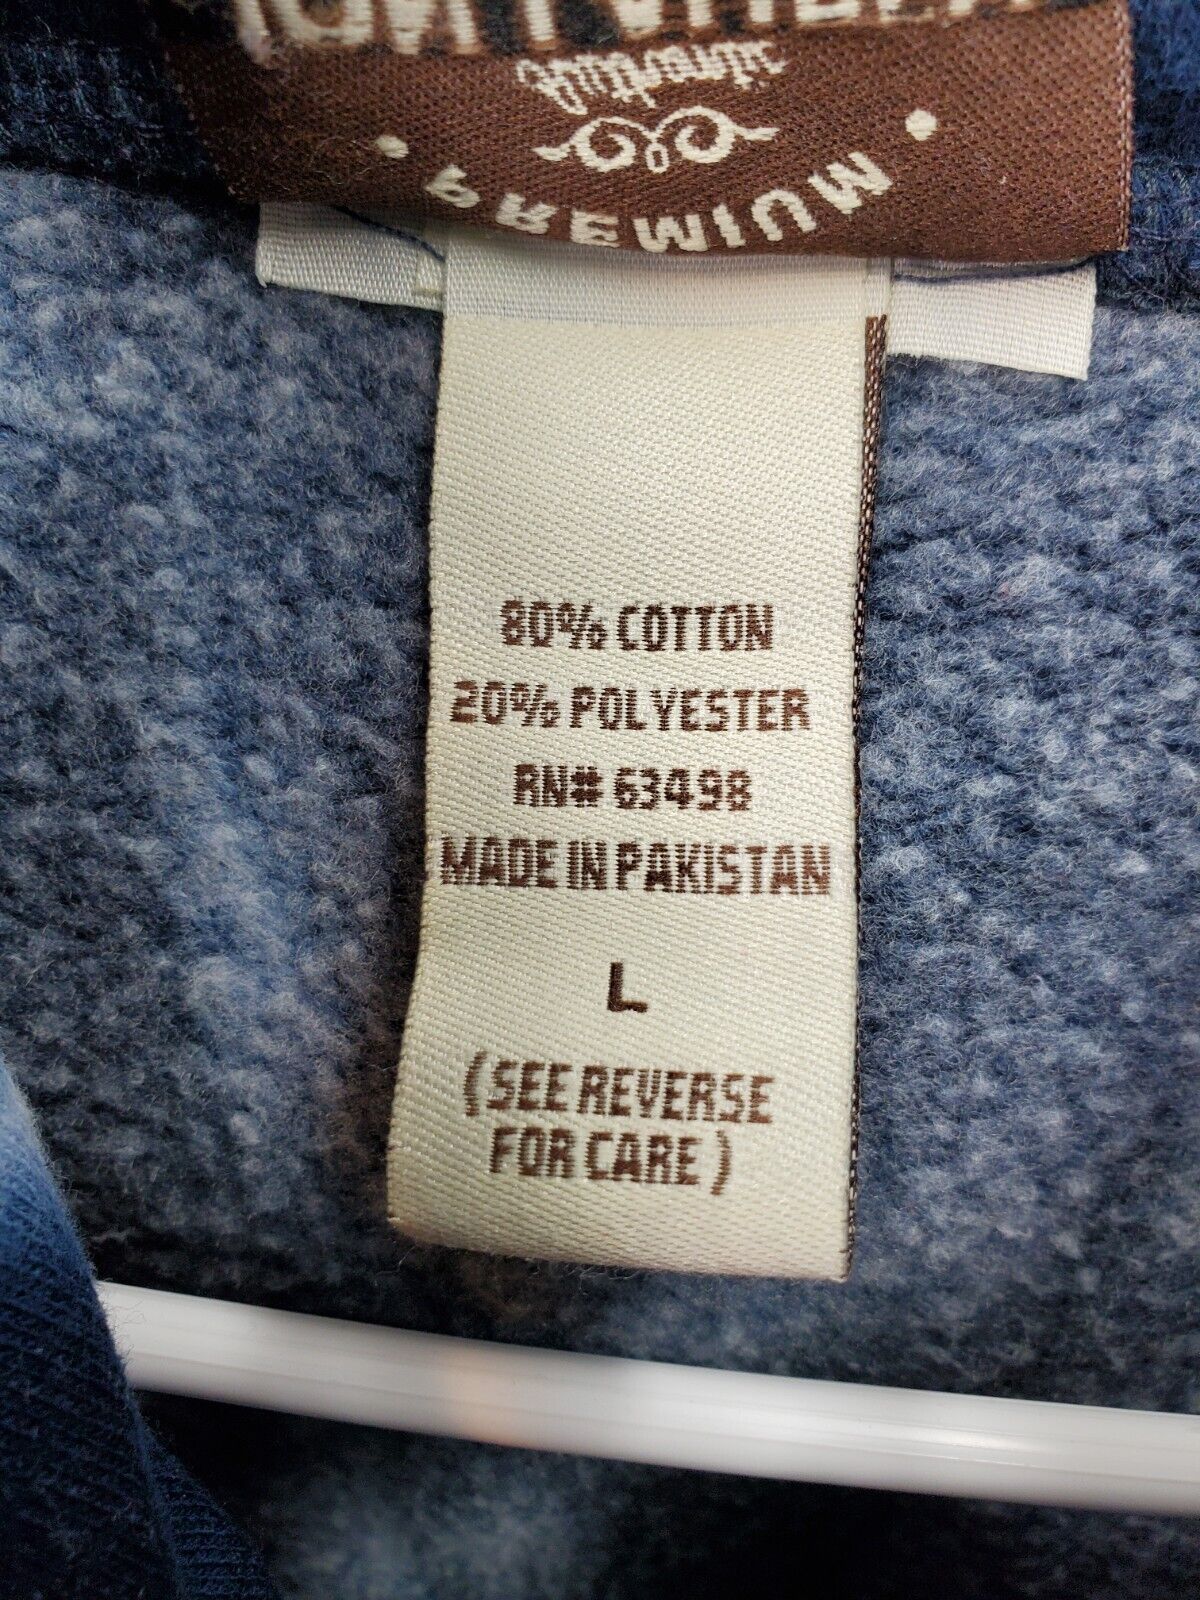 PREMIUM
80% COTTON
20% POLYESTER
RN# 63498
MADE IN PAKISTAN
L
(SEE REVERSE
FOR CARE)